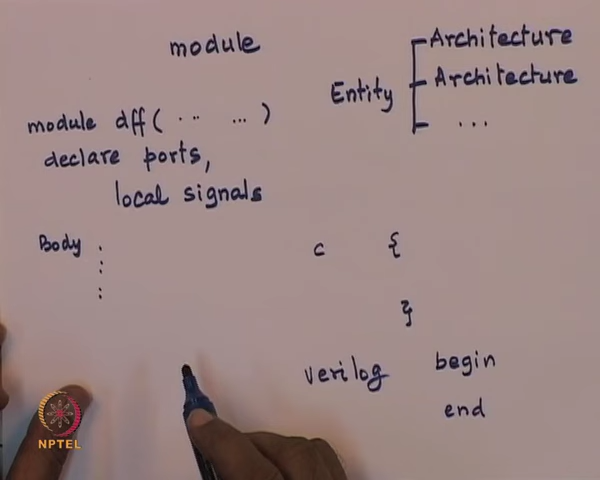 module
module dff( .. ... )
declare ports,
local signals
Body :
:
Entity
Architecture
Architecture
...
c {
}
verilog begin
end
NPTEL